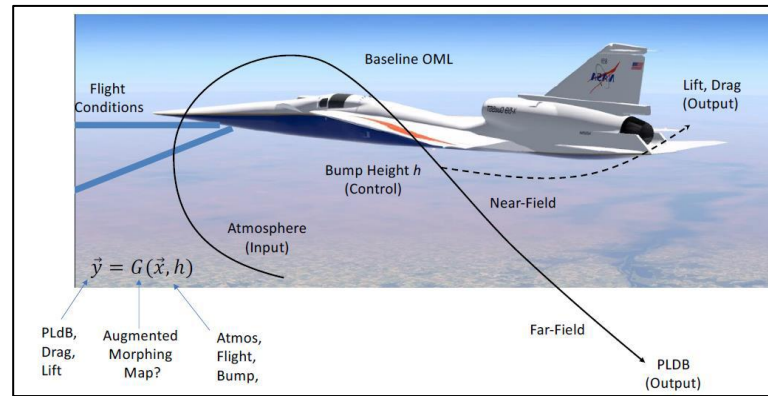 Baseline OML
Flight
Conditions
Lift, Drag
(Output)
NASA
Bump Height h
(Control)
Near-Field
Atmosphere
(Input)
y⃗ = G(x⃗, h)
Far-Field
PLdB,
Drag,
Lift
Augmented
Morphing
Map?
Atmos,
Flight,
Bump,
PLDB
(Output)